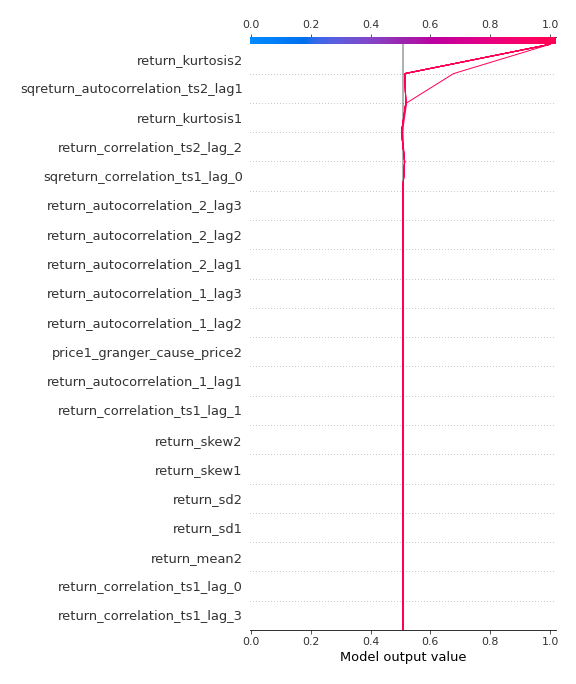 0.0 0.2 0.4 0.6 0.8 1.0
return_kurtosis2
sqreturn_autocorrelation_ts2_lag1
return_kurtosis1
return_correlation_ts2_lag_2
sqreturn_correlation_ts1_lag_0
return_autocorrelation_2_lag3
return_autocorrelation_2_lag2
return_autocorrelation_2_lag1
return_autocorrelation_1_lag3
return_autocorrelation_1_lag2
price1_granger_cause_price2
return_autocorrelation_1_lag1
return_correlation_ts1_lag_1
return_skew2
return_skew1
return_sd2
return_sd1
return_mean2
return_correlation_ts1_lag_0
return_correlation_ts1_lag_3
0.0 0.2 0.4 0.6 0.8 1.0
Model output value